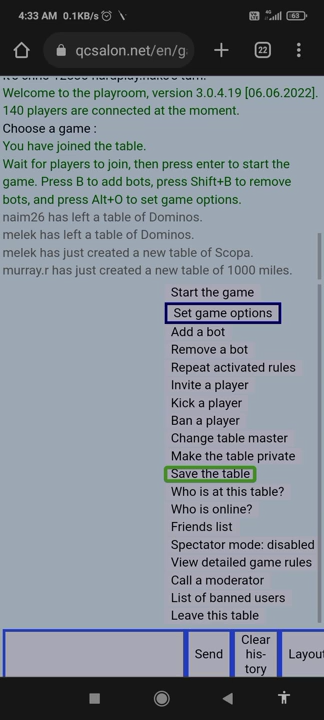 4:33 AM 0.1KB/s
63
qcsalon.net/en/g
22
Welcome to the playroom, version 3.0.4.19 [06.06.2022].
140 players are connected at the moment.
Choose a game :
You have joined the table.
Wait for players to join, then press enter to start the
game. Press B to add bots, press Shift+B to remove
bots, and press Alt+O to set game options.
naim26 has left a table of Dominos.
melek has left a table of Dominos.
melek has just created a new table of Scopa.
murray.r has just created a new table of 1000 miles.
Start the game
Set game options
Add a bot
Remove a bot
Repeat activated rules
Invite a player
Kick a player
Ban a player
Change table master
Make the table private
Save the table
Who is at this table?
Who is online?
Friends list
Spectator mode: disabled
View detailed game rules
Call a moderator
List of banned users
Leave this table
Send
Clear
his-
tory
Layout